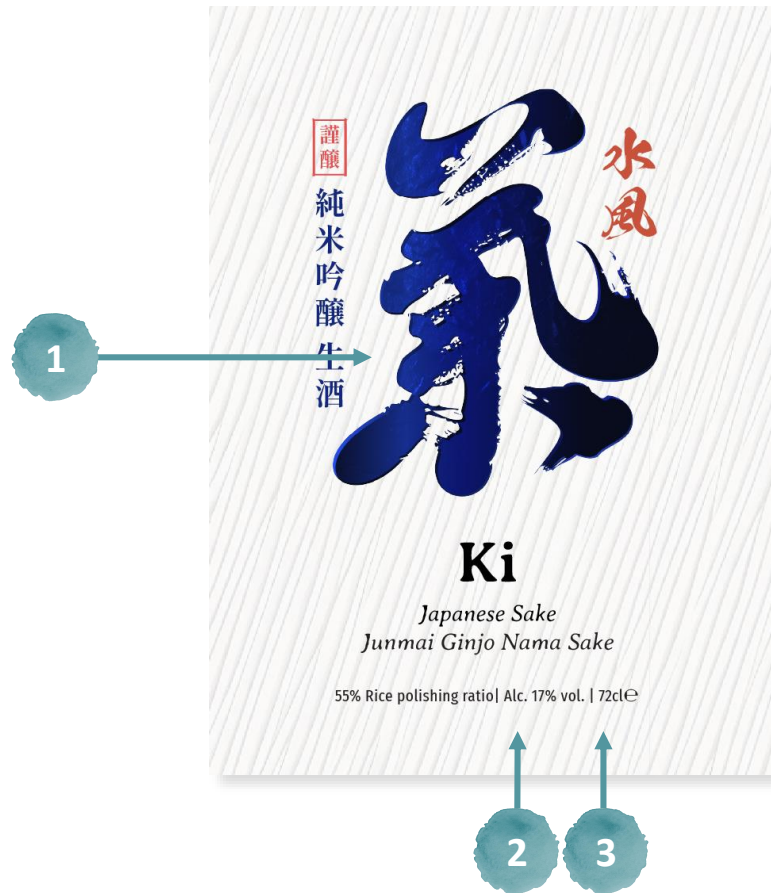 謹醸
純米吟醸 生酒
氣
水風
1
Ki
Japanese Sake
Junmai Ginjo Nama Sake
55% Rice polishing ratio| Alc. 17% vol. | 72cl℮
2 3